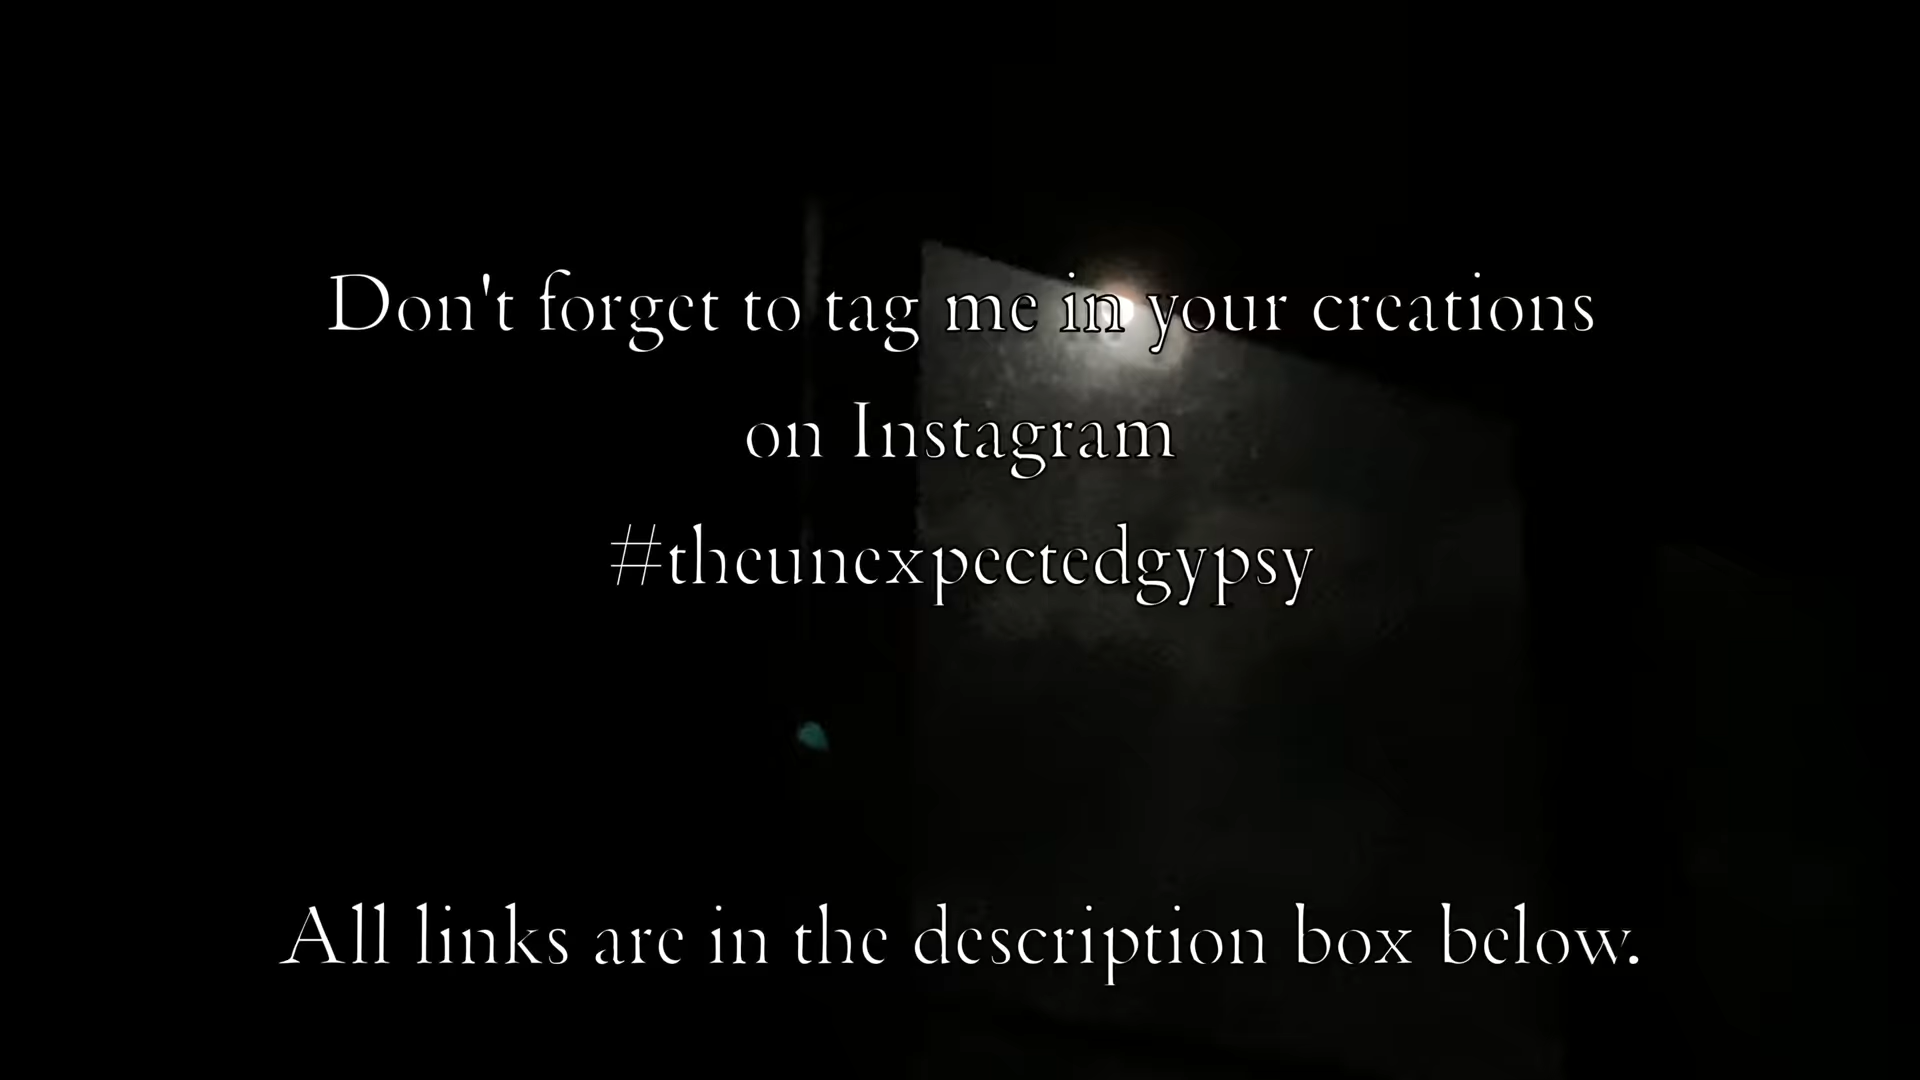 Don't forget to tag me in your creations
on Instagram
#theunexpectedgypsy
All links are in the description box below.